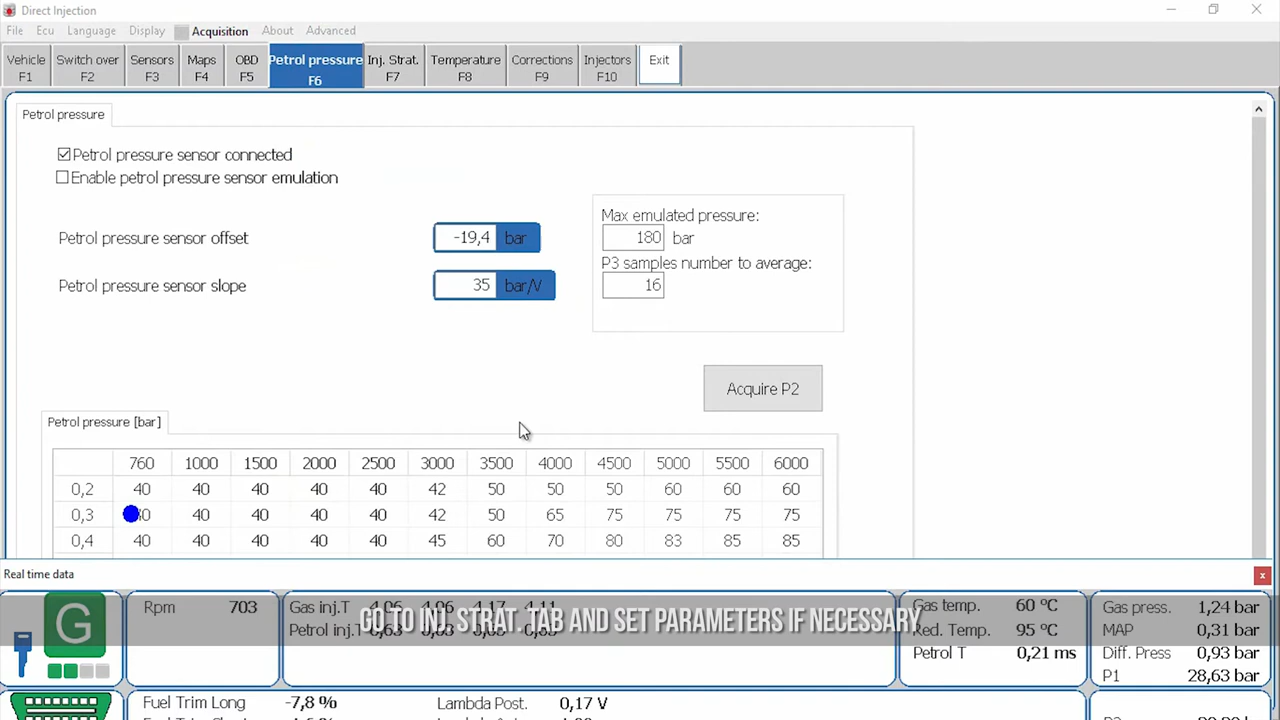 Direct Injection
File Ecu Language Display Acquisition About Advanced
Vehicle F1 Switch over F2 Sensors F3 Maps F4 OBD F5 Petrol pressure F6 Inj. Strat. F7 Temperature F8 Corrections F9 Injectors F10 Exit
Petrol pressure
Petrol pressure sensor connected
Enable petrol pressure sensor emulation
Petrol pressure sensor offset -19,4 bar
Petrol pressure sensor slope 35 bar/V
Max emulated pressure:
180 bar
P3 samples number to average:
16
Acquire P2
Petrol pressure [bar]
760 1000 1500 2000 2500 3000 3500 4000 4500 5000 5500 6000
0,2 40 40 40 40 40 42 50 50 50 60 60 60
0,3 40 40 40 40 42 50 65 75 75 75 75
0,4 40 40 40 40 40 45 60 70 80 83 85 85
Real time data
G
Rpm 703
Gas inj.T
Petrol inj.T
GO TO INJ. STRAT. TAB AND SET PARAMETERS IF NECESSARY
Gas temp. 60 ºC
Red. Temp. 95 ºC
Petrol T 0,21 ms
Gas press. 1,24 bar
MAP 0,31 bar
Diff. Press 0,93 bar
P1 28,63 bar
Fuel Trim Long -7,8 %
Lambda Post. 0,17 V